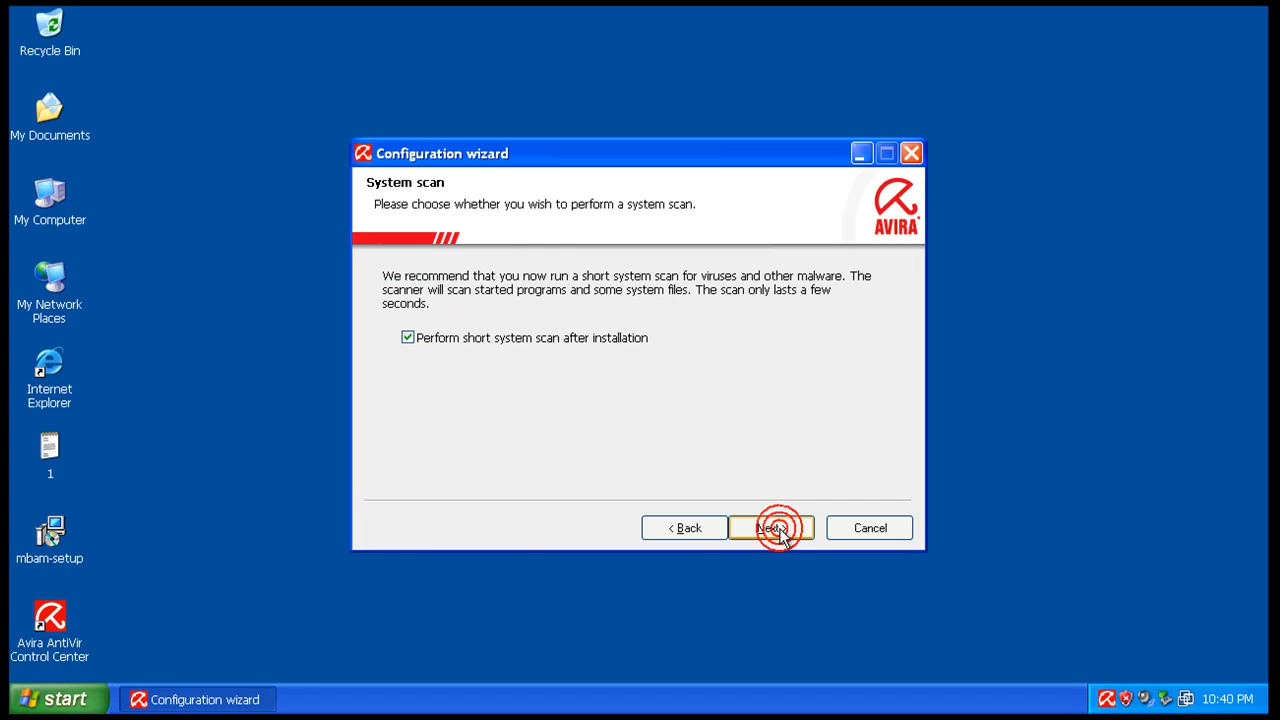 Recycle Bin
My Documents
My Computer
My Network
Places
Internet
Explorer
1
mbam-setup
Avira AntiVir
Control Center
Configuration wizard
System scan
Please choose whether you wish to perform a system scan.
AVIRA
We recommend that you now run a short system scan for viruses and other malware. The
scanner will scan started programs and some system files. The scan only lasts a few
seconds.
Perform short system scan after installation
< Back
Next >
Cancel
start
Configuration wizard
10:40 PM